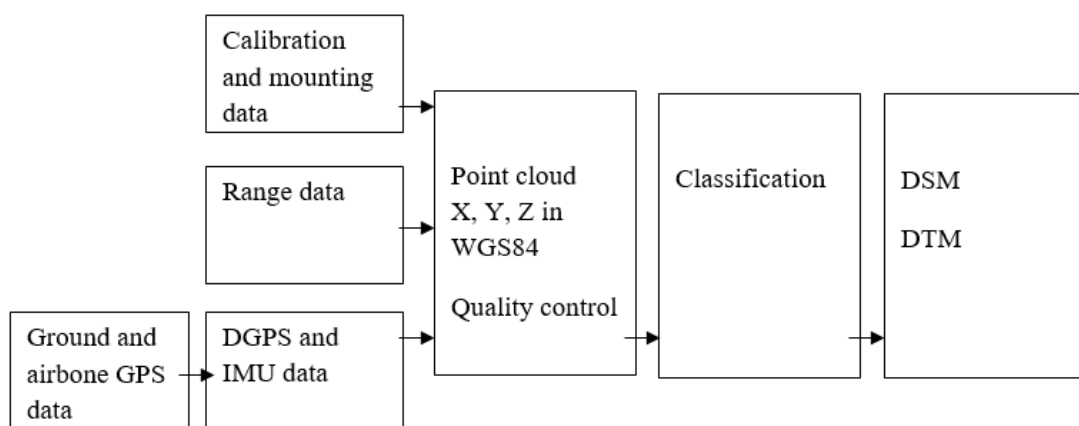 Calibration
and mounting
data
Range data
Ground and
airbone GPS
data
DGPS and
IMU data
Point cloud
X, Y, Z in
WGS84
Quality control
Classification
DSM
DTM